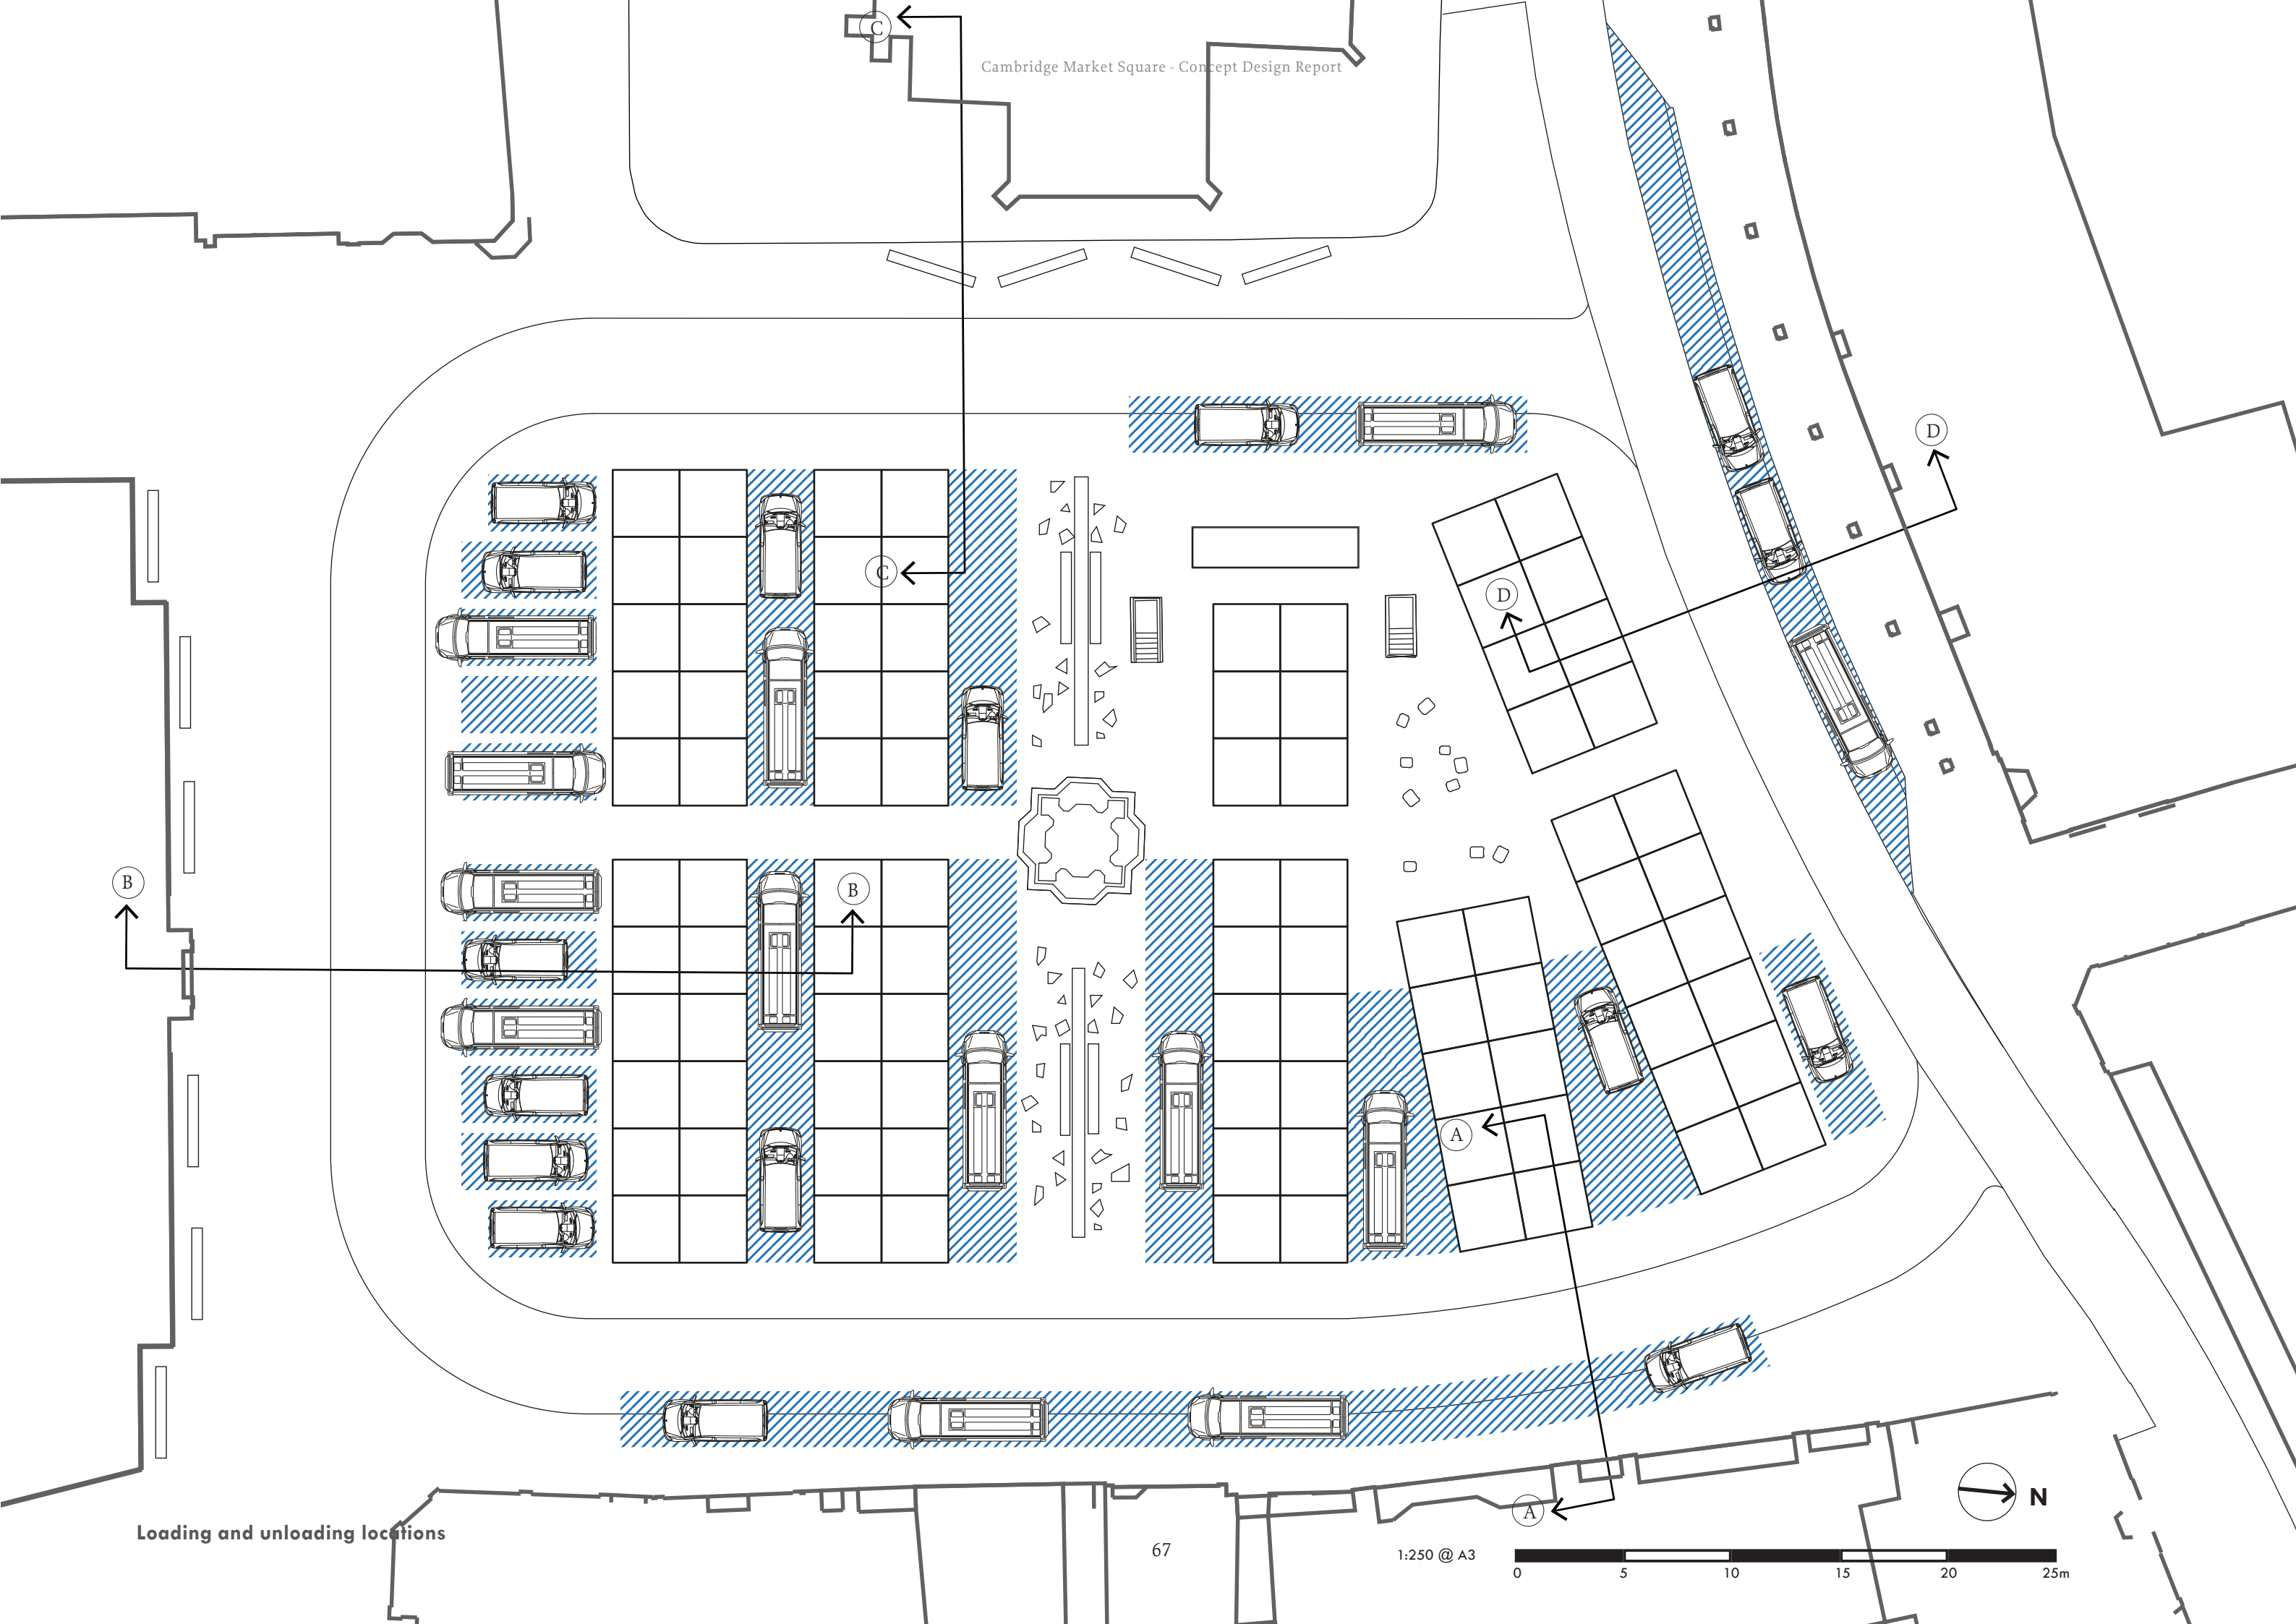 C
Cambridge Market Square - Concept Design Report
D
C
D
B
B
A
A
N
Loading and unloading locations
67
1:250 @ A3
0 5 10 15 20 25m